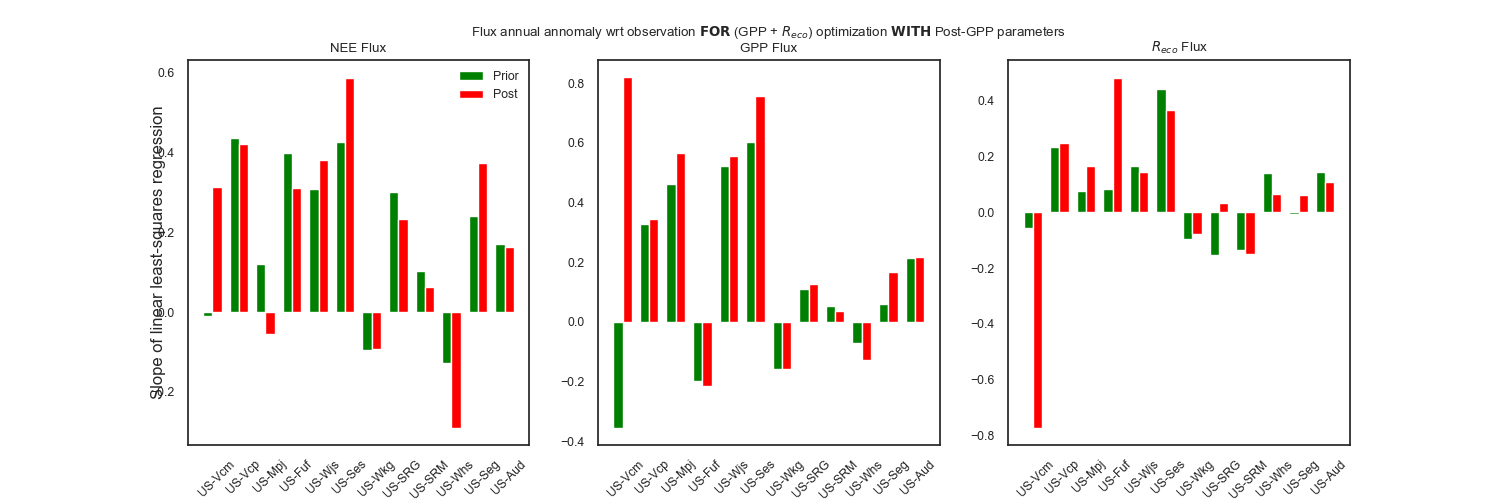 Flux annual annomaly wrt observation FOR (GPP + R_eco) optimization WITH Post-GPP parameters
NEE Flux
Slope of linear least-squares regression
0.6
0.4
0.2
0.0
−0.2
Prior
Post
US-Vcm
US-Vcp
US-Mpj
US-Fuf
US-Wjs
US-Ses
US-Wkg
US-SRG
US-SRM
US-Whs
US-Seg
US-Aud
GPP Flux
0.8
0.6
0.4
0.2
0.0
−0.2
−0.4
US-Vcm
US-Vcp
US-Mpj
US-Fuf
US-Wjs
US-Ses
US-Wkg
US-SRG
US-SRM
US-Whs
US-Seg
US-Aud
R_eco Flux
0.4
0.2
0.0
−0.2
−0.4
−0.6
−0.8
US-Vcm
US-Vcp
US-Mpj
US-Fuf
US-Wjs
US-Ses
US-Wkg
US-SRG
US-SRM
US-Whs
US-Seg
US-Aud